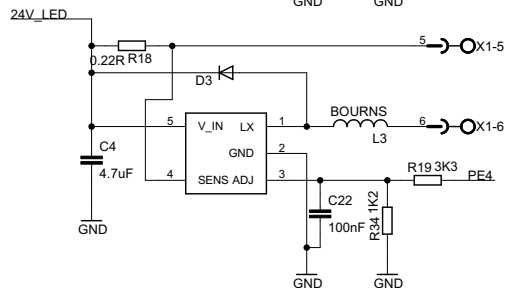 GND GND
24V_LED
0.22R R18
5 X1-5
D3
BOURNS
5 V_IN LX 1
6 X1-6
L3
C4
GND 2
4.7uF
R19 3K3 PE4
4 SENS ADJ 3
C22
100nF
R34 1K2
GND
GND GND